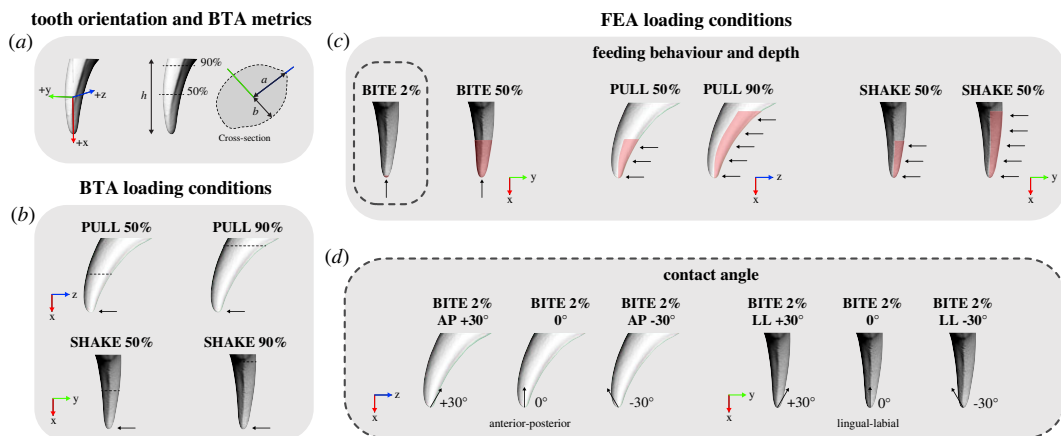 tooth orientation and BTA metrics
(a)
90%
50%
h
+y
+z
+x
a
b
Cross-section
BTA loading conditions
(b)
PULL 50%
PULL 90%
z
x
SHAKE 50%
SHAKE 90%
y
x
FEA loading conditions
(c)
feeding behaviour and depth
BITE 2%
BITE 50%
y
x
PULL 50%
PULL 90%
z
x
SHAKE 50%
SHAKE 50%
y
x
(d)
contact angle
BITE 2%
AP +30°
BITE 2%
0°
BITE 2%
AP -30°
BITE 2%
LL +30°
BITE 2%
0°
BITE 2%
LL -30°
z
x
+30°
0°
-30°
anterior-posterior
y
x
+30°
0°
-30°
lingual-labial